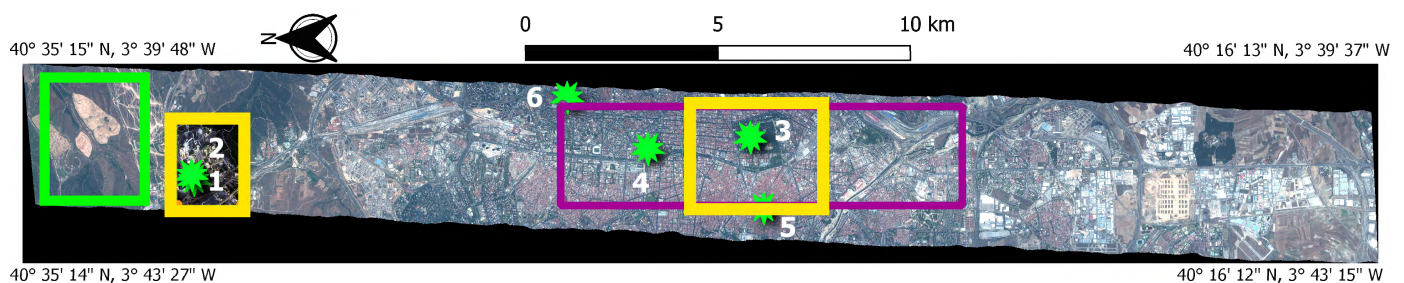 0 5 10 km
N
40° 35' 15" N, 3° 39' 48" W
40° 16' 13" N, 3° 39' 37" W
6
3
2
4
1
5
40° 35' 14" N, 3° 43' 27" W
40° 16' 12" N, 3° 43' 15" W